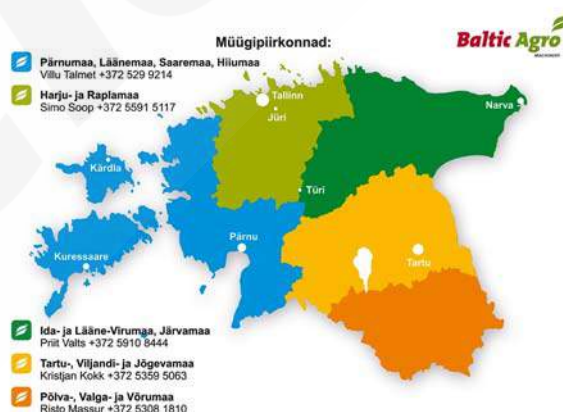 Müügipiirkonnad:
Baltic Agro
Pärnumaa, Läänemaa, Saaremaa, Hiiumaa
Villu Talmet +372 529 9214
Harju- ja Raplamaa
Simo Soop +372 5591 5117
Tallinn
Jüri
Narva
Kärdla
Türi
Pärnu
Kuressaare
Tartu
Ida- ja Lääne-Virumaa, Järvamaa
Priit Valts +372 5910 8444
Tartu-, Viljandi- ja Jõgevamaa
Kristjan Kokk +372 5359 5063
Põlva-, Valga- ja Võrumaa
Risto Massur +372 5308 1810